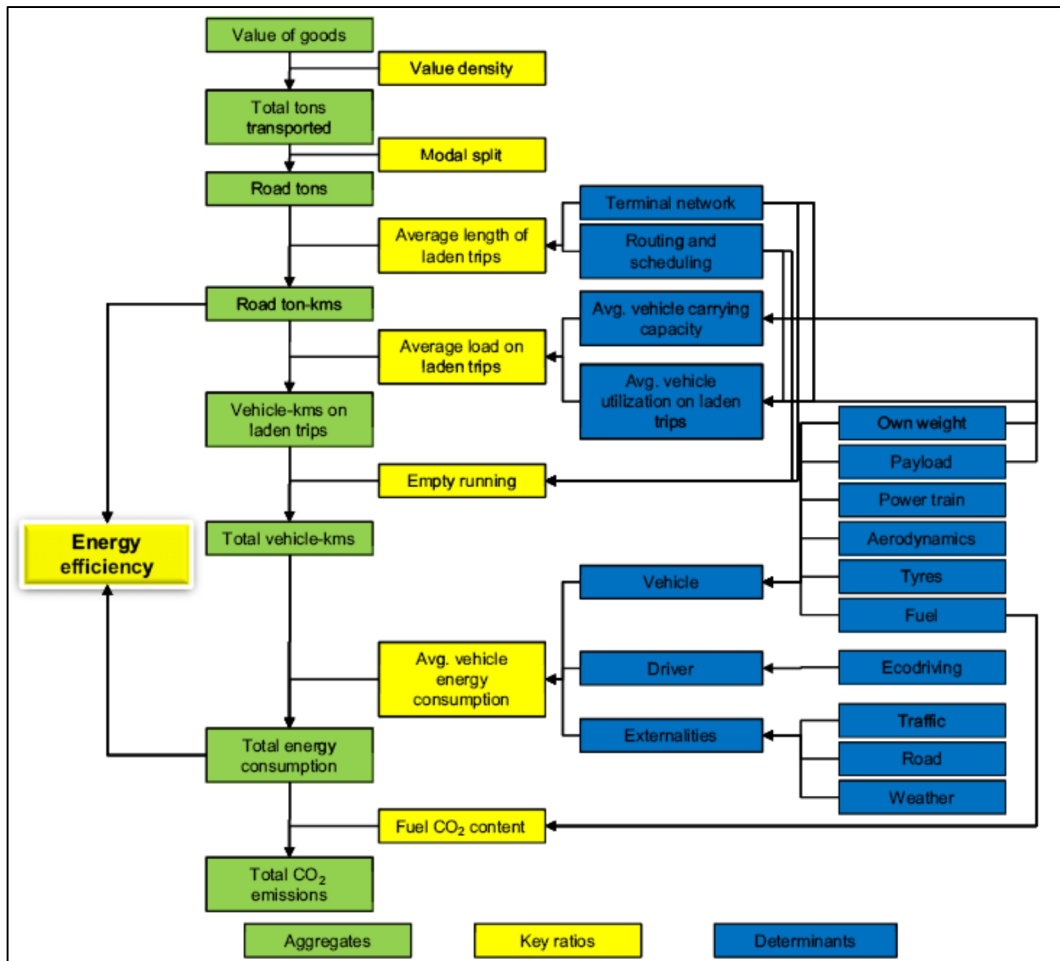 Value of goods
Value density
Total tons
transported
Modal split
Road tons
Terminal network
Average length of
laden trips
Routing and
scheduling
Road ton-kms
Avg. vehicle carrying
capacity
Average load on
laden trips
Avg. vehicle
utilization on laden
trips
Vehicle-kms on
laden trips
Own weight
Payload
Empty running
Power train
Energy
efficiency
Total vehicle-kms
Aerodynamics
Vehicle
Tyres
Fuel
Avg. vehicle
energy
consumption
Driver
Ecodriving
Traffic
Total energy
consumption
Externalities
Road
Weather
Fuel CO₂ content
Total CO₂
emissions
Aggregates
Key ratios
Determinants